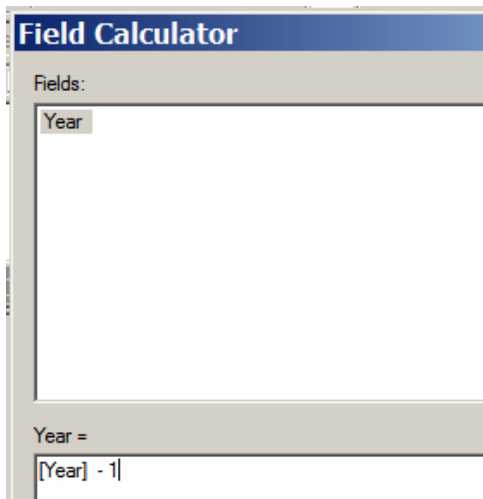 Field Calculator
Fields:
Year
Year =
[Year] - 1